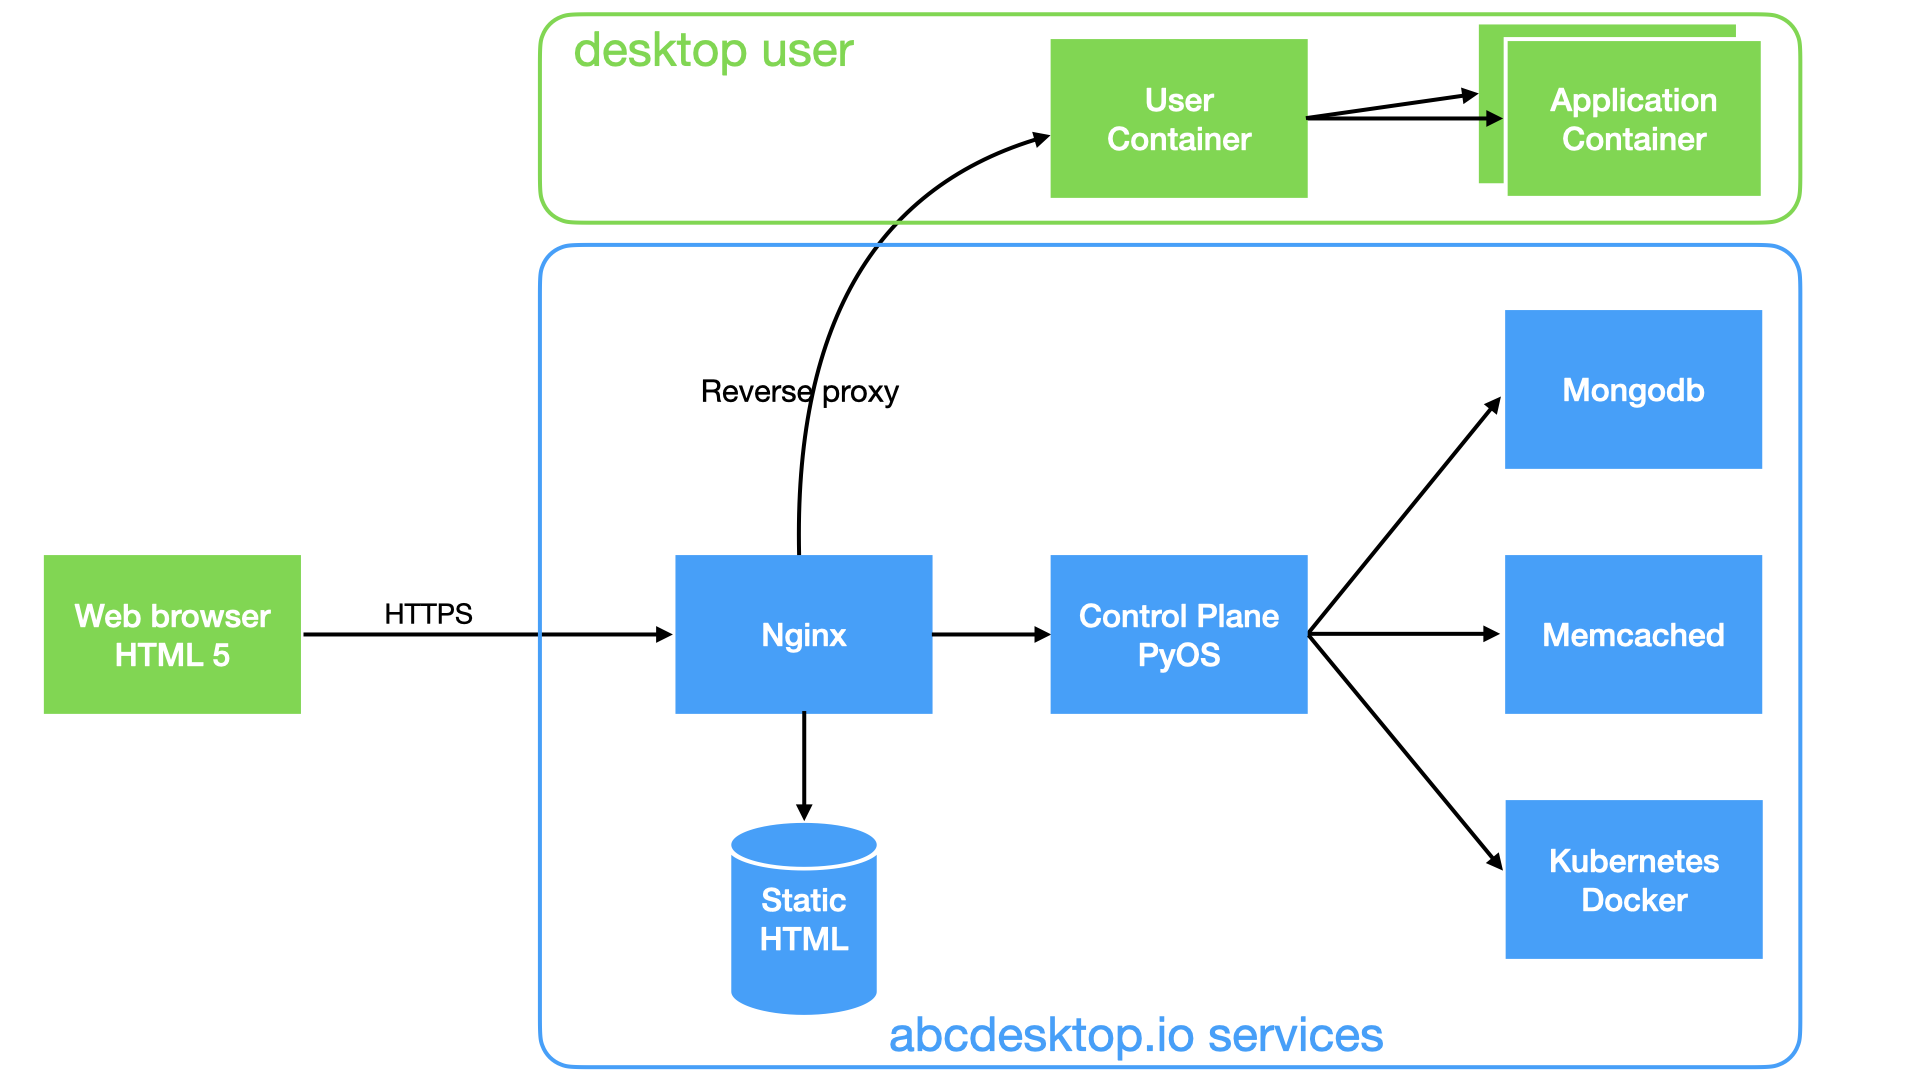 desktop user
User
Container
Application
Container
Reverse proxy
Mongodb
Web browser
HTML 5
HTTPS
Nginx
Control Plane
PyOS
Memcached
Static
HTML
Kubernetes
Docker
abcdesktop.io services